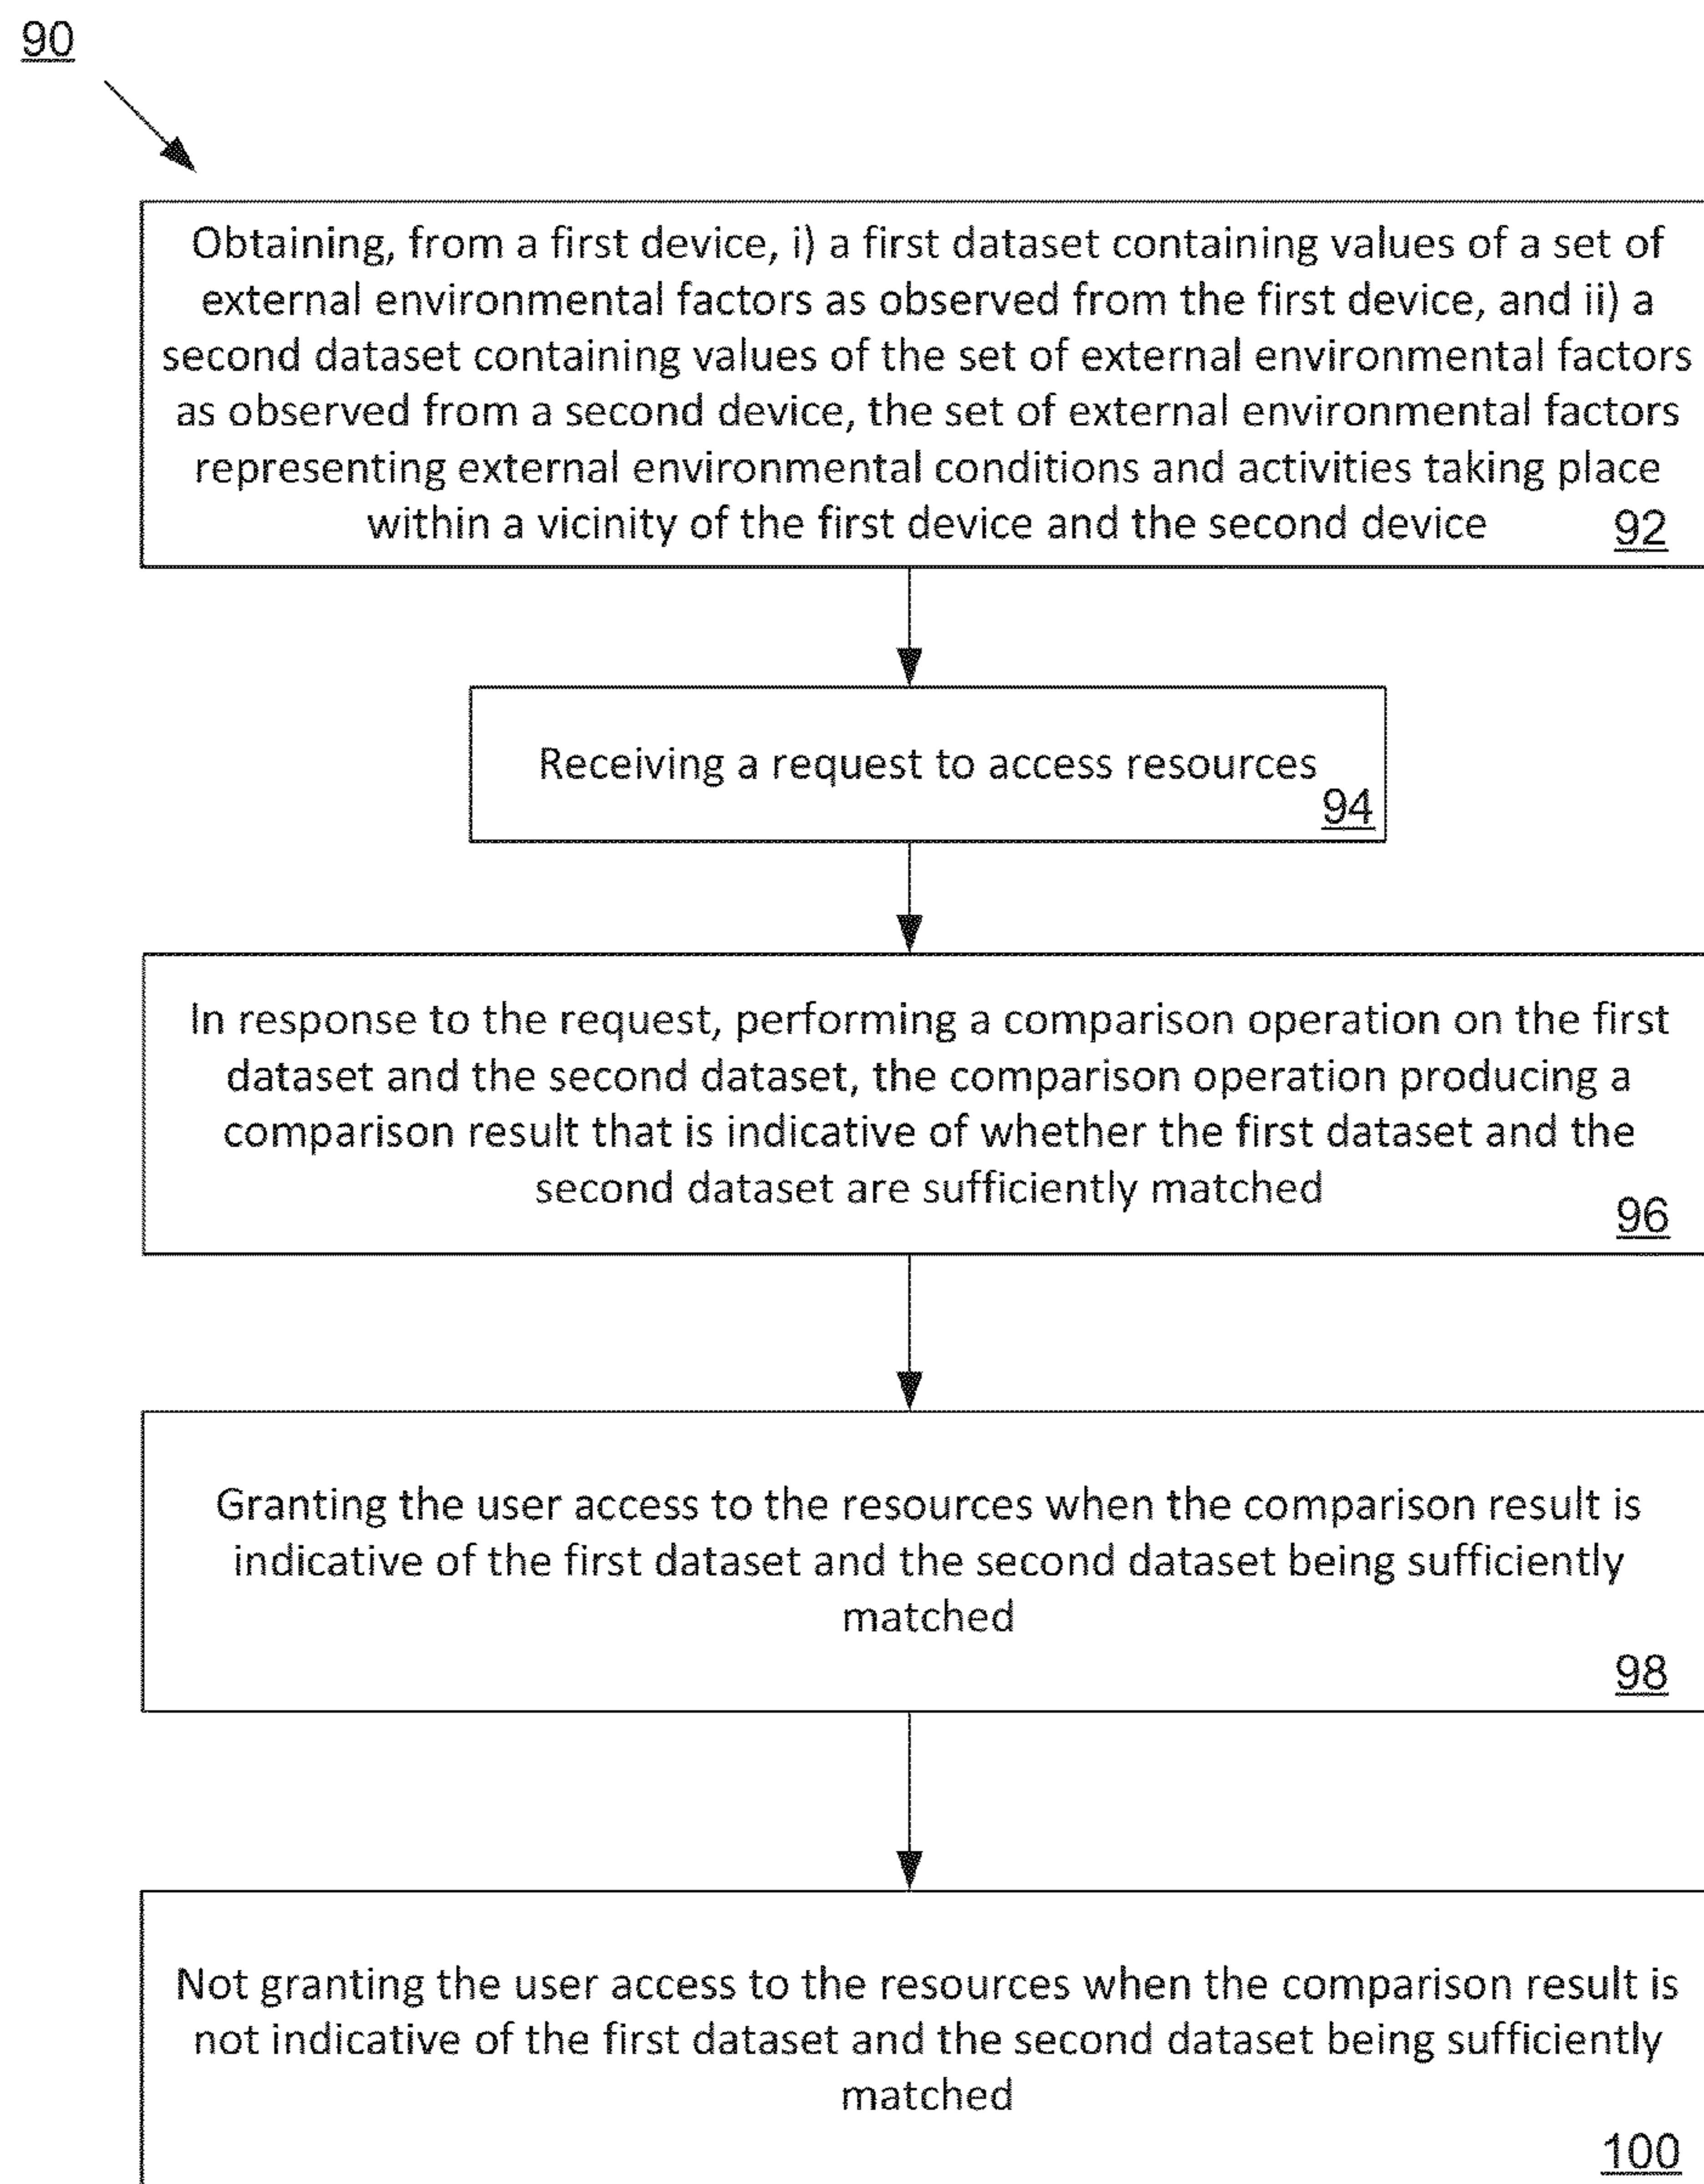 90
Obtaining, from a first device, i) a first dataset containing values of a set of
external environmental factors as observed from the first device, and ii) a
second dataset containing values of the set of external environmental factors
as observed from a second device, the set of external environmental factors
representing external environmental conditions and activities taking place
within a vicinity of the first device and the second device
92
Receiving a request to access resources
94
In response to the request, performing a comparison operation on the first
dataset and the second dataset, the comparison operation producing a
comparison result that is indicative of whether the first dataset and the
second dataset are sufficiently matched
96
Granting the user access to the resources when the comparison result is
indicative of the first dataset and the second dataset being sufficiently
matched
98
Not granting the user access to the resources when the comparison result is
not indicative of the first dataset and the second dataset being sufficiently
matched
100